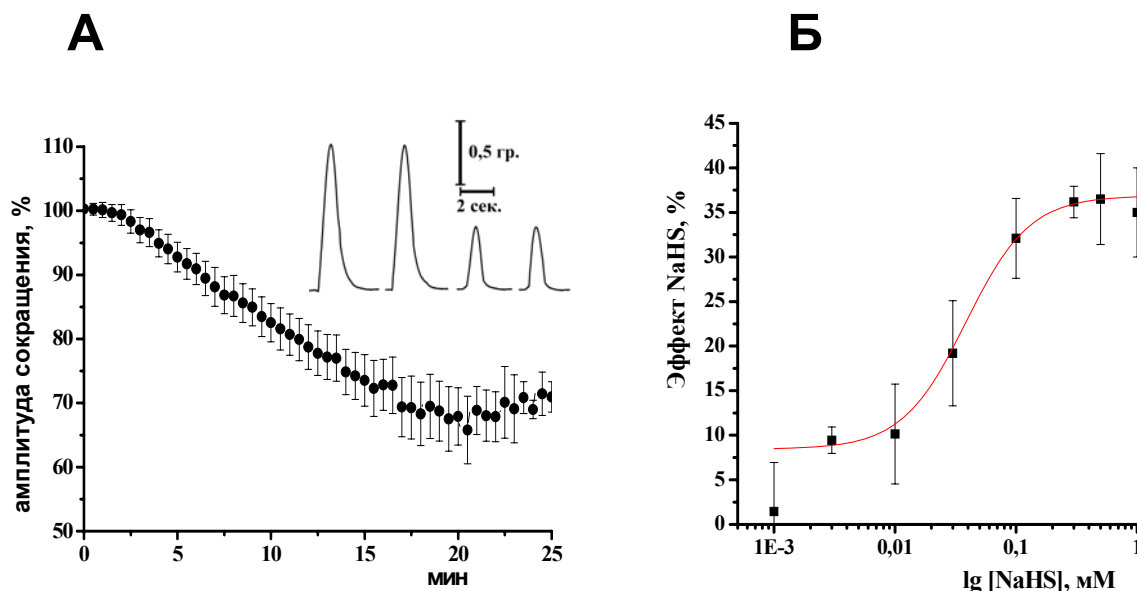 А
Б
амплитуда сокращения, %
110
100
90
80
70
60
50
0
5
10
15
20
25
мин
0,5 гр.
2 сек.
Эффект NaHS, %
45
40
35
30
25
20
15
10
5
0
1E-3
0,01
0,1
1
lg [NaHS], мМ